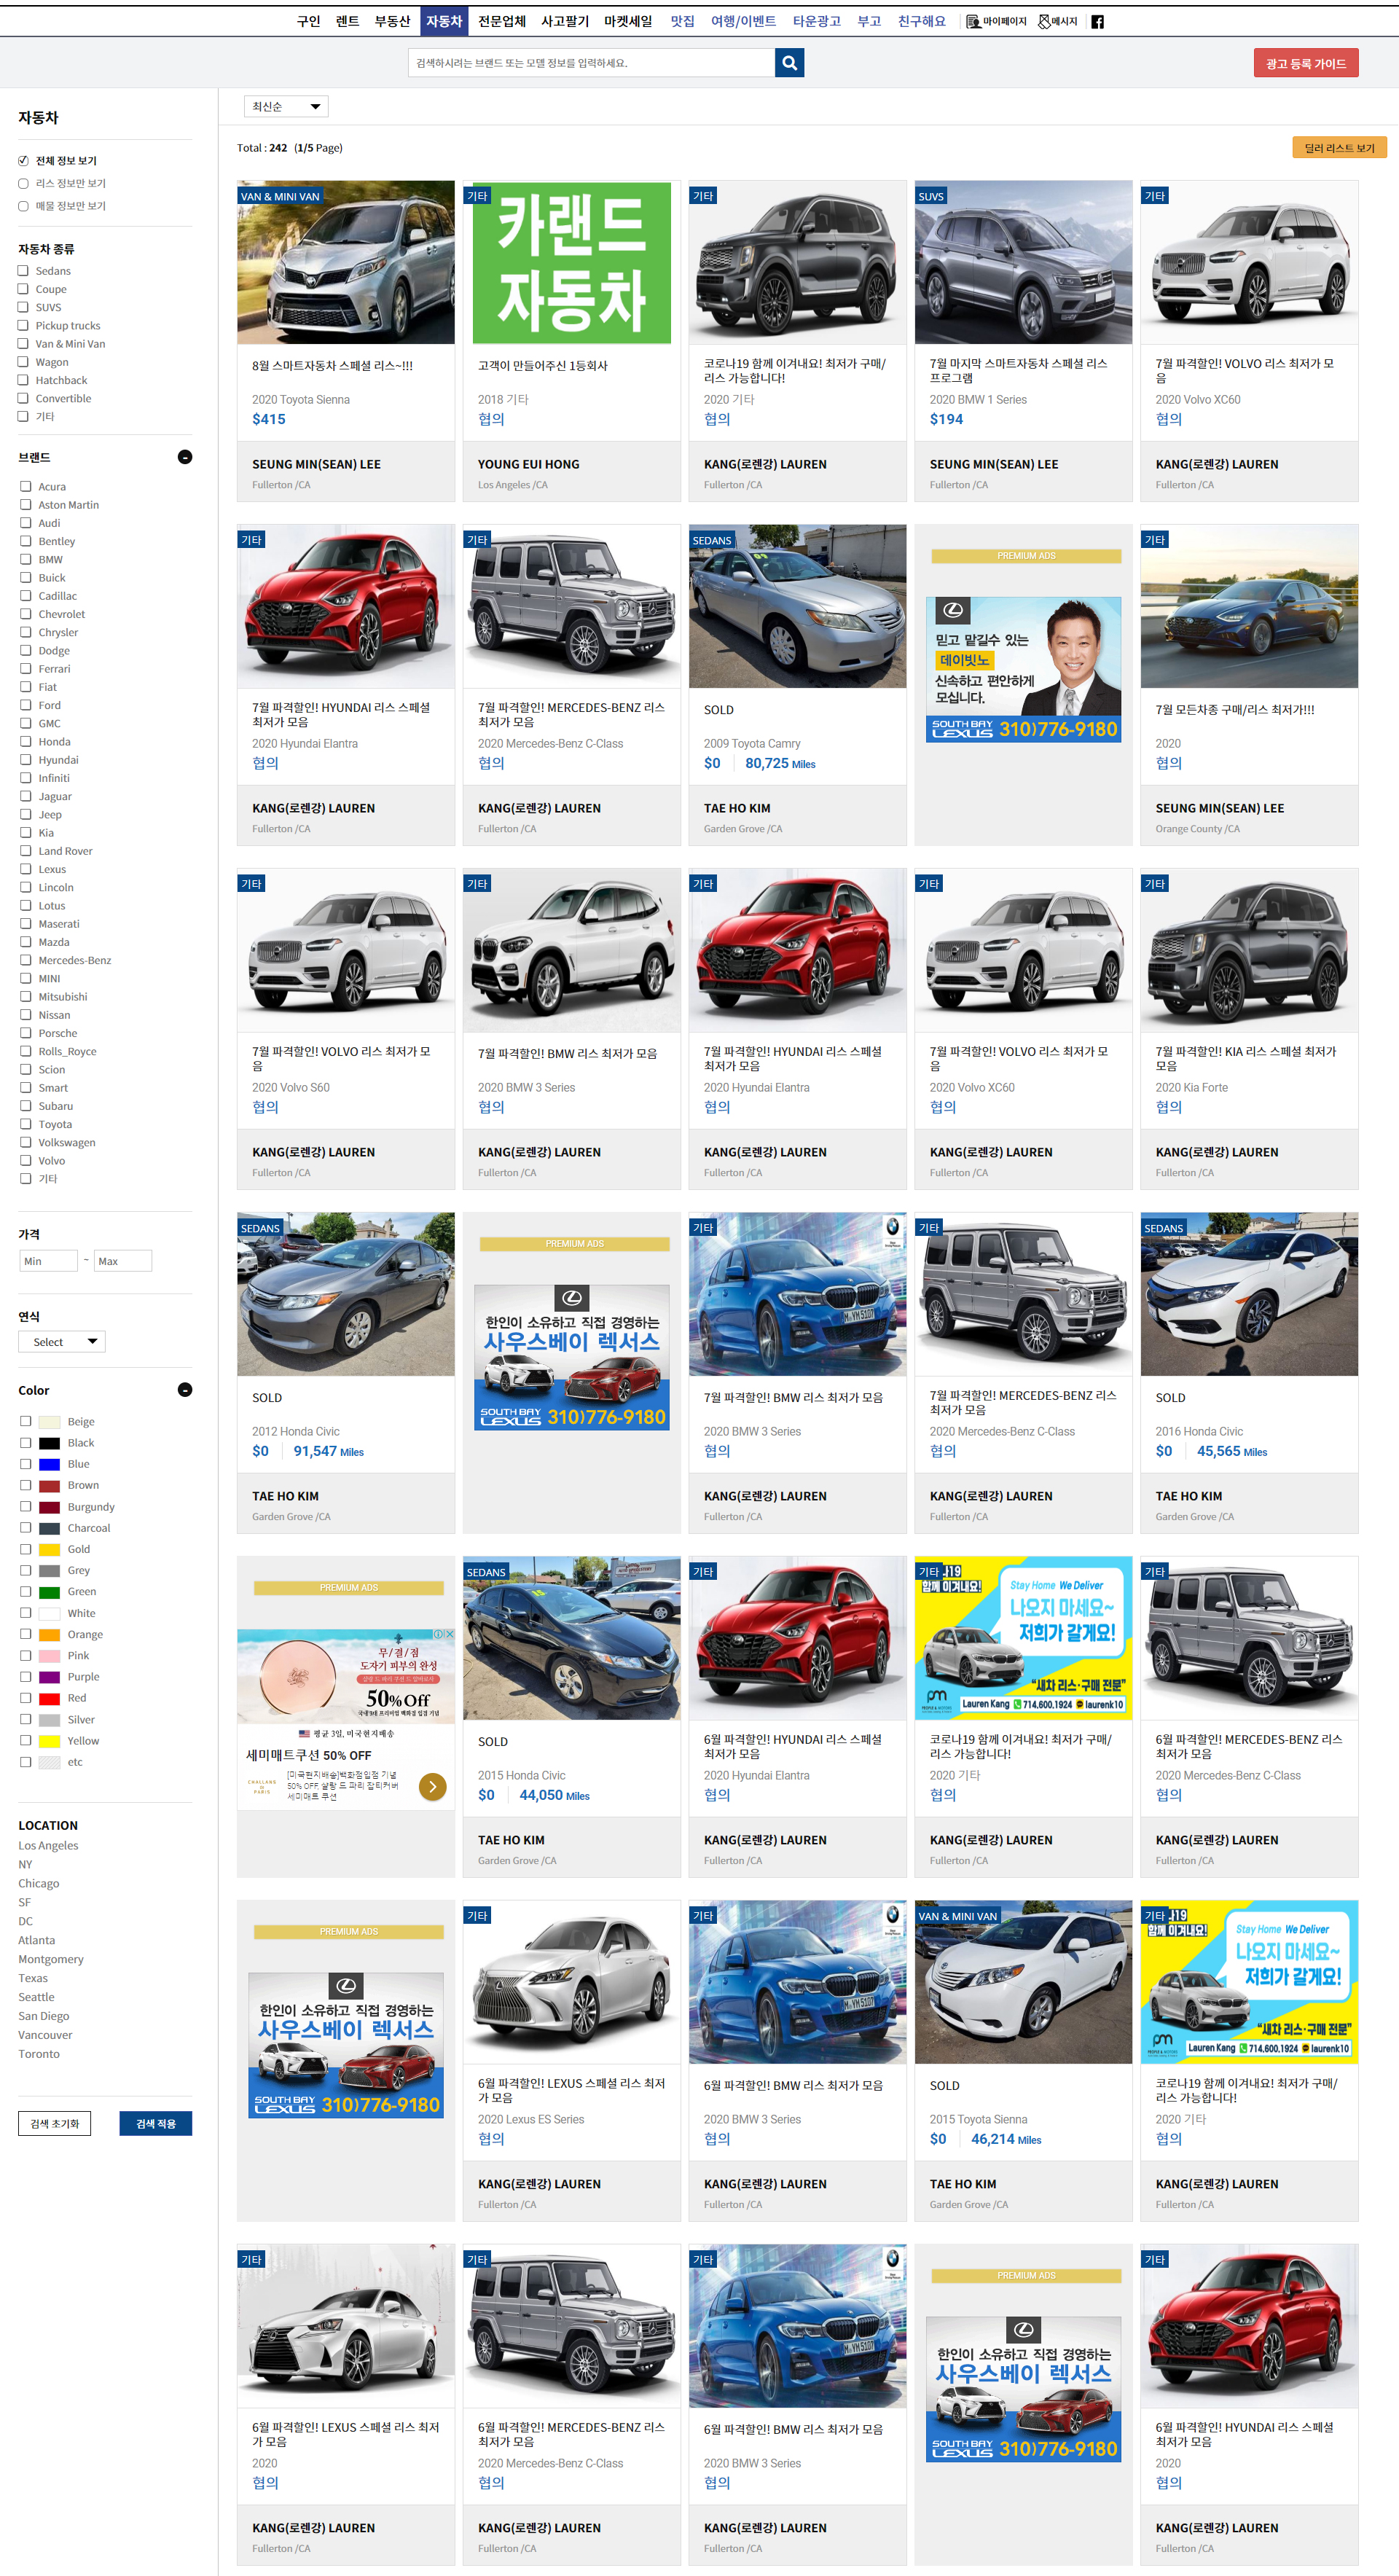 구인 렌트 부동산 자동차 전문업체 사고팔기 마켓세일 맛집 여행/이벤트 타운광고 부고 친구해요 마이페이지 메시지
검색하시려는 브랜드 또는 모델 정보를 입력하세요.
광고 등록 가이드
자동차
전체 정보 보기
리스 정보만 보기
매물 정보만 보기
자동차 종류
Sedans
Coupe
SUVS
Pickup trucks
Van & Mini Van
Wagon
Hatchback
Convertible
기타
브랜드
Acura
Aston Martin
Audi
Bentley
BMW
Buick
Cadillac
Chevrolet
Chrysler
Dodge
Ferrari
Fiat
Ford
GMC
Honda
Hyundai
Infiniti
Jaguar
Jeep
Kia
Land Rover
Lexus
Lincoln
Lotus
Maserati
Mazda
Mercedes-Benz
MINI
Mitsubishi
Nissan
Porsche
Rolls_Royce
Scion
Smart
Subaru
Toyota
Volkswagen
Volvo
기타
가격
Min ~ Max
연식
Select
Color
Beige
Black
Blue
Brown
Burgundy
Charcoal
Gold
Grey
Green
White
Orange
Pink
Purple
Red
Silver
Yellow
etc
LOCATION
Los Angeles
NY
Chicago
SF
DC
Atlanta
Montgomery
Texas
Seattle
San Diego
Vancouver
Toronto
검색 초기화 검색 적용
최신순
Total : 242 (1/5 Page)
딜러 리스트 보기
VAN & MINI VAN
8월 스마트자동차 스페셜 리스~!!!
2020 Toyota Sienna
$415
SEUNG MIN(SEAN) LEE
Fullerton /CA
기타
카랜드
자동차
고객이 만들어주신 1등회사
2018 기타
협의
YOUNG EUI HONG
Los Angeles /CA
기타
코로나19 함께 이겨내요! 최저가 구매/
리스 가능합니다!
2020 기타
협의
KANG(로렌강) LAUREN
Fullerton /CA
SUVS
7월 마지막 스마트자동차 스페셜 리스
프로그램
2020 BMW 1 Series
$194
SEUNG MIN(SEAN) LEE
Fullerton /CA
기타
7월 파격할인! VOLVO 리스 최저가 모
음
2020 Volvo XC60
협의
KANG(로렌강) LAUREN
Fullerton /CA
기타
7월 파격할인! HYUNDAI 리스 스페셜
최저가 모음
2020 Hyundai Elantra
협의
KANG(로렌강) LAUREN
Fullerton /CA
기타
7월 파격할인! MERCEDES-BENZ 리스
최저가 모음
2020 Mercedes-Benz C-Class
협의
KANG(로렌강) LAUREN
Fullerton /CA
SEDANS
SOLD
2009 Toyota Camry
$0 80,725 Miles
TAE HO KIM
Garden Grove /CA
PREMIUM ADS
믿고 맡길수 있는
데이빗노
신속하고 편안하게
모십니다.
SOUTH BAY
LEXUS 310)776-9180
기타
7월 모든차종 구매/리스 최저가!!!
2020
협의
SEUNG MIN(SEAN) LEE
Orange County /CA
기타
7월 파격할인! VOLVO 리스 최저가 모
음
2020 Volvo S60
협의
KANG(로렌강) LAUREN
Fullerton /CA
기타
7월 파격할인! BMW 리스 최저가 모음
2020 BMW 3 Series
협의
KANG(로렌강) LAUREN
Fullerton /CA
기타
7월 파격할인! HYUNDAI 리스 스페셜
최저가 모음
2020 Hyundai Elantra
협의
KANG(로렌강) LAUREN
Fullerton /CA
기타
7월 파격할인! VOLVO 리스 최저가 모
음
2020 Volvo XC60
협의
KANG(로렌강) LAUREN
Fullerton /CA
기타
7월 파격할인! KIA 리스 스페셜 최저가
모음
2020 Kia Forte
협의
KANG(로렌강) LAUREN
Fullerton /CA
SEDANS
SOLD
2012 Honda Civic
$0 91,547 Miles
TAE HO KIM
Garden Grove /CA
PREMIUM ADS
한인이 소유하고 직접 경영하는
사우스베이 렉서스
SOUTH BAY
LEXUS 310)776-9180
기타
M·YM 5107
7월 파격할인! BMW 리스 최저가 모음
2020 BMW 3 Series
협의
KANG(로렌강) LAUREN
Fullerton /CA
기타
7월 파격할인! MERCEDES-BENZ 리스
최저가 모음
2020 Mercedes-Benz C-Class
협의
KANG(로렌강) LAUREN
Fullerton /CA
SEDANS
SOLD
2016 Honda Civic
$0 45,565 Miles
TAE HO KIM
Garden Grove /CA
PREMIUM ADS
무/결/점
도자기 피부의 완성
50% Off
평균 3일, 미국현지배송
세미매트쿠션 50% OFF
CHALLANS
DE
PARIS
[미국현지배송]백화점입점 기념
50% OFF, 샬랑 드 파리 잡티커버
세미매트 쿠션
SEDANS
SOLD
2015 Honda Civic
$0 44,050 Miles
TAE HO KIM
Garden Grove /CA
기타
6월 파격할인! HYUNDAI 리스 스페셜
최저가 모음
2020 Hyundai Elantra
협의
KANG(로렌강) LAUREN
Fullerton /CA
기타
함께 이겨내요!
Stay Home We Deliver
나오지 마세요~
저희가 갈게요!
"새차 리스·구매 전문"
pm
Lauren Kang 714.600.1924 laurenk10
코로나19 함께 이겨내요! 최저가 구매/
리스 가능합니다!
2020 기타
협의
KANG(로렌강) LAUREN
Fullerton /CA
기타
6월 파격할인! MERCEDES-BENZ 리스
최저가 모음
2020 Mercedes-Benz C-Class
협의
KANG(로렌강) LAUREN
Fullerton /CA
PREMIUM ADS
한인이 소유하고 직접 경영하는
사우스베이 렉서스
SOUTH BAY
LEXUS 310)776-9180
기타
6월 파격할인! LEXUS 스페셜 리스 최저
가 모음
2020 Lexus ES Series
협의
KANG(로렌강) LAUREN
Fullerton /CA
기타
M·YM 5107
6월 파격할인! BMW 리스 최저가 모음
2020 BMW 3 Series
협의
KANG(로렌강) LAUREN
Fullerton /CA
VAN & MINI VAN
SOLD
2015 Toyota Sienna
$0 46,214 Miles
TAE HO KIM
Garden Grove /CA
기타
함께 이겨내요!
Stay Home We Deliver
나오지 마세요~
저희가 갈게요!
"새차 리스·구매 전문"
pm
Lauren Kang 714.600.1924 laurenk10
코로나19 함께 이겨내요! 최저가 구매/
리스 가능합니다!
2020 기타
협의
KANG(로렌강) LAUREN
Fullerton /CA
기타
6월 파격할인! LEXUS 스페셜 리스 최저
가 모음
2020
협의
KANG(로렌강) LAUREN
Fullerton /CA
기타
6월 파격할인! MERCEDES-BENZ 리스
최저가 모음
2020 Mercedes-Benz C-Class
협의
KANG(로렌강) LAUREN
Fullerton /CA
기타
M·YM 5107
6월 파격할인! BMW 리스 최저가 모음
2020 BMW 3 Series
협의
KANG(로렌강) LAUREN
Fullerton /CA
PREMIUM ADS
한인이 소유하고 직접 경영하는
사우스베이 렉서스
SOUTH BAY
LEXUS 310)776-9180
기타
6월 파격할인! HYUNDAI 리스 스페셜
최저가 모음
2020
협의
KANG(로렌강) LAUREN
Fullerton /CA